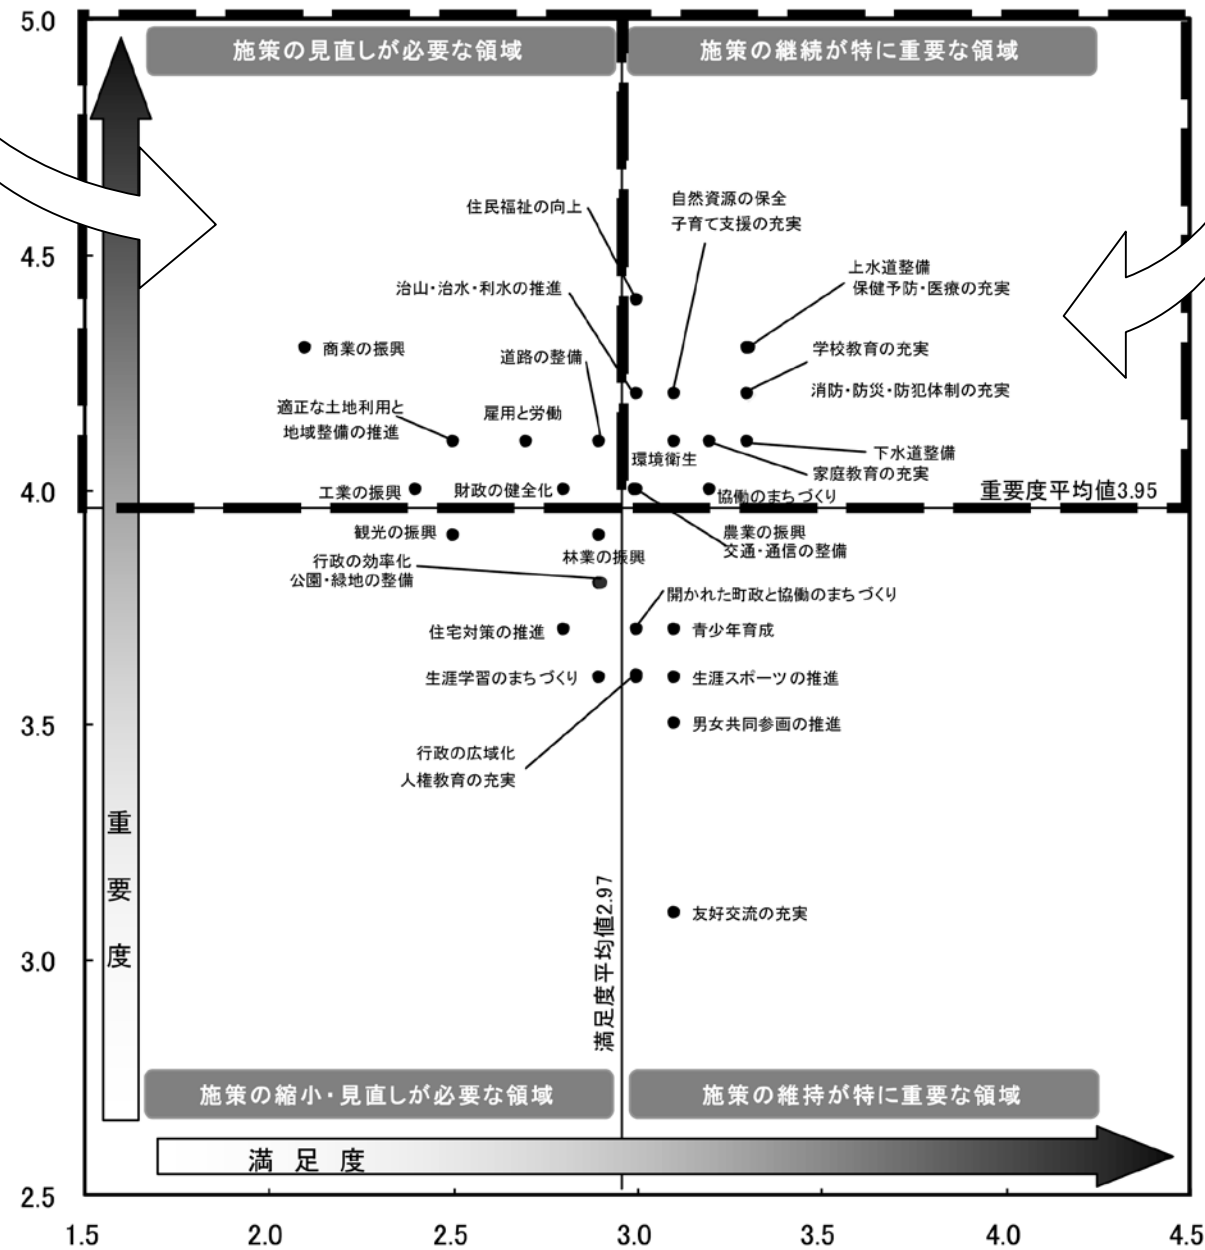 5.0
施策の見直しが必要な領域
施策の継続が特に重要な領域
住民福祉の向上
自然資源の保全
子育て支援の充実
4.5
上水道整備
保健予防・医療の充実
治山・治水・利水の推進
商業の振興
道路の整備
学校教育の充実
消防・防災・防犯体制の充実
適正な土地利用と
地域整備の推進
雇用と労働
環境衛生
下水道整備
家庭教育の充実
4.0
工業の振興
財政の健全化
協働のまちづくり
重要度平均値3.95
観光の振興
林業の振興
農業の振興
交通・通信の整備
行政の効率化
公園・緑地の整備
開かれた町政と協働のまちづくり
住宅対策の推進
青少年育成
生涯学習のまちづくり
生涯スポーツの推進
3.5
男女共同参画の推進
行政の広域化
人権教育の充実
重要度
満足度平均値2.97
友好交流の充実
3.0
施策の縮小・見直しが必要な領域
施策の維持が特に重要な領域
満足度
2.5
1.5
2.0
2.5
3.0
3.5
4.0
4.5